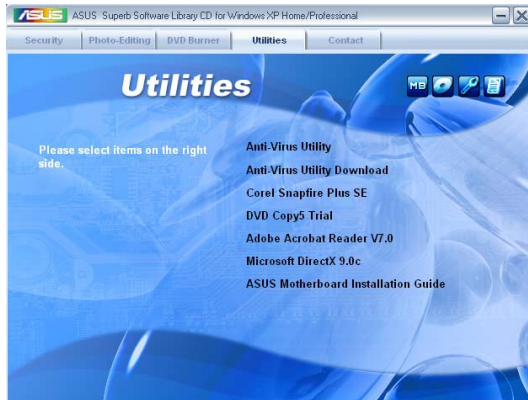 ASUS ASUS Superb Software Library CD for Windows XP Home/Professional
Security Photo-Editing DVD Burner Utilities Contact
Utilities
MB
Please select items on the right
side.
Anti-Virus Utility
Anti-Virus Utility Download
Corel Snapfire Plus SE
DVD Copy5 Trial
Adobe Acrobat Reader V7.0
Microsoft DirectX 9.0c
ASUS Motherboard Installation Guide